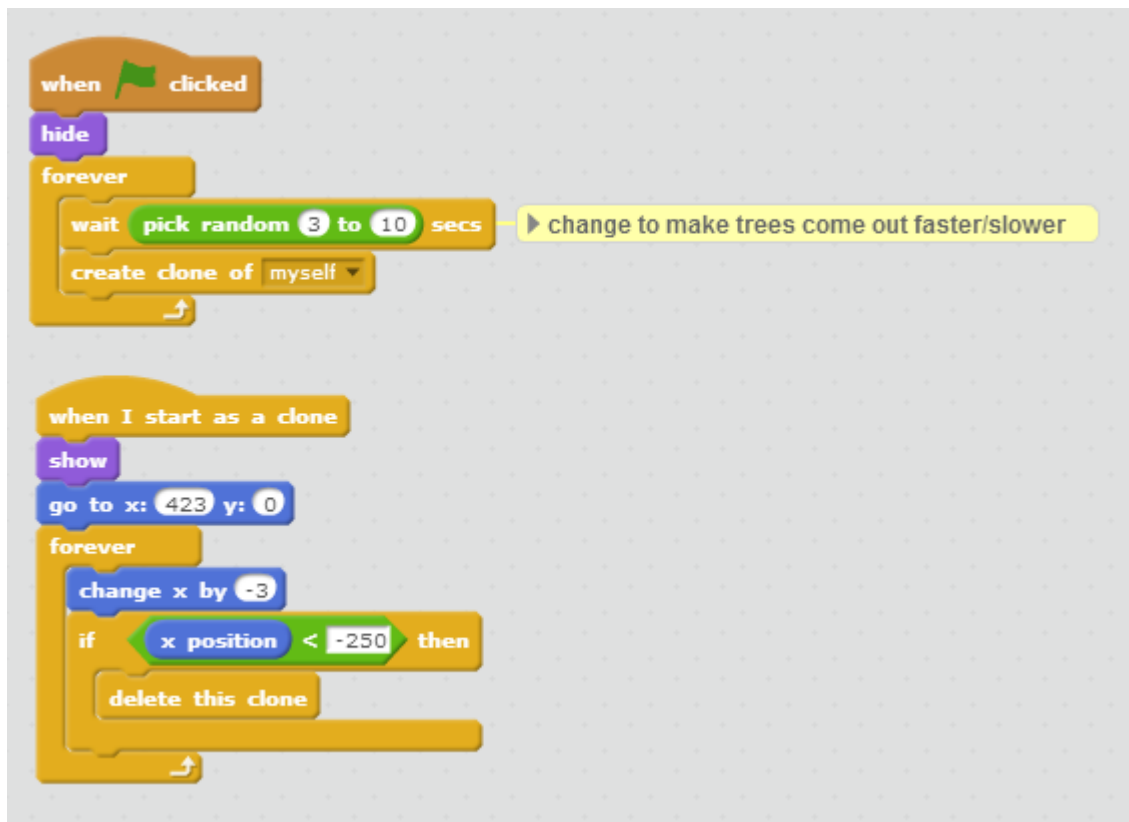 when clicked
hide
forever
wait pick random 3 to 10 secs
change to make trees come out faster/slower
create clone of myself
when I start as a clone
show
go to x: 423 y: 0
forever
change x by -3
if x position < -250 then
delete this clone